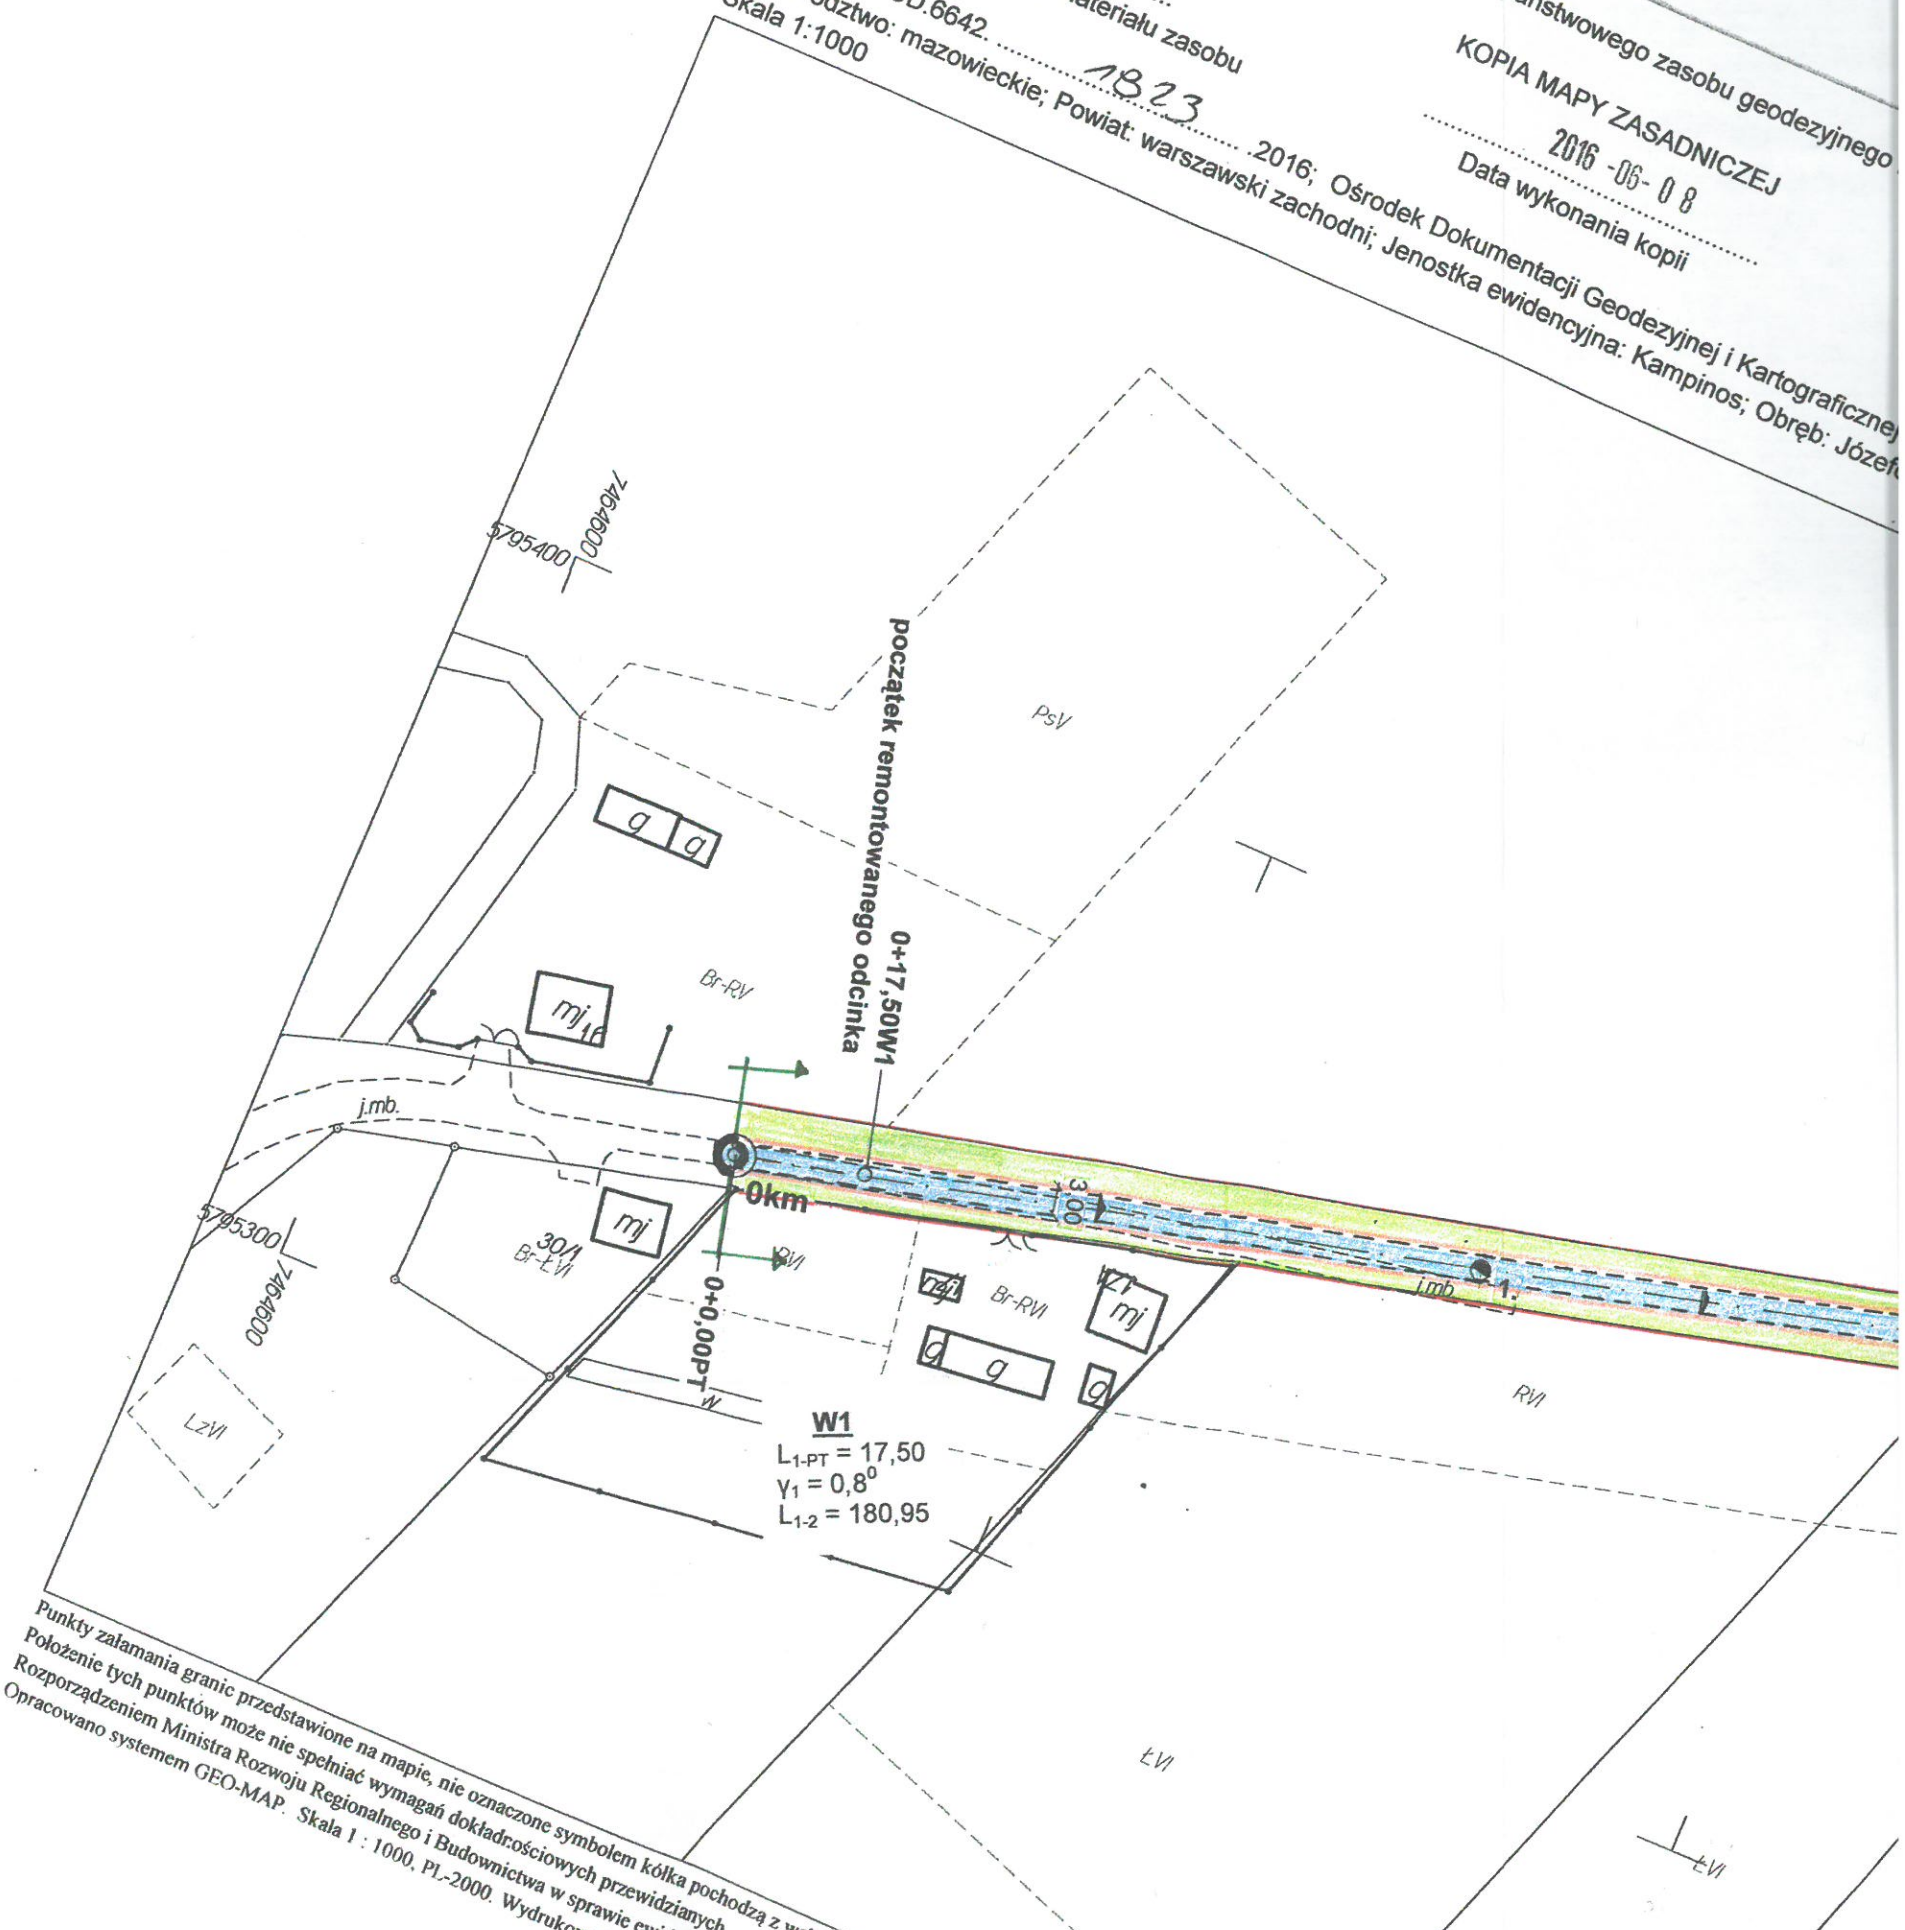 aństwowego zasobu geodezyjnego
KOPIA MAPY ZASADNICZEJ
2016 -06- 0 8
Data wykonania kopii
ateriału zasobu
D.6642. 1823 .2016; Ośrodek Dokumentacji Geodezyjnej i Kartograficznej
dztwo: mazowieckie; Powiat: warszawski zachodni; Jenostka ewidencyjna: Kampinos; Obręb: Józef
Skala 1:1000
7464600
5795400
PsV
początek remontowanego odcinka
0+17,50W1
g
g
Br-RV
mj
16
j.mb.
0km
3,00
5795300
7464600
mj
30/1
Br-ŁVI
RVI
Br-RVI
mj
g
g
g
j.mb.
1.
0+0,00PT
W
LzVI
RVI
W1
L1-PT = 17,50
γ1 = 0,8⁰
L1-2 = 180,95
ŁVI
ŁVI
Punkty załamania granic przedstawione na mapie, nie oznaczone symbolem kółka pochodzą z
Położenie tych punktów może nie spełniać wymagań dokładnościowych przewidzianych
Rozporządzeniem Ministra Rozwoju Regionalnego i Budownictwa w sprawie
Opracowano systemem GEO-MAP. Skala 1 : 1000, PL-2000. Wydruko